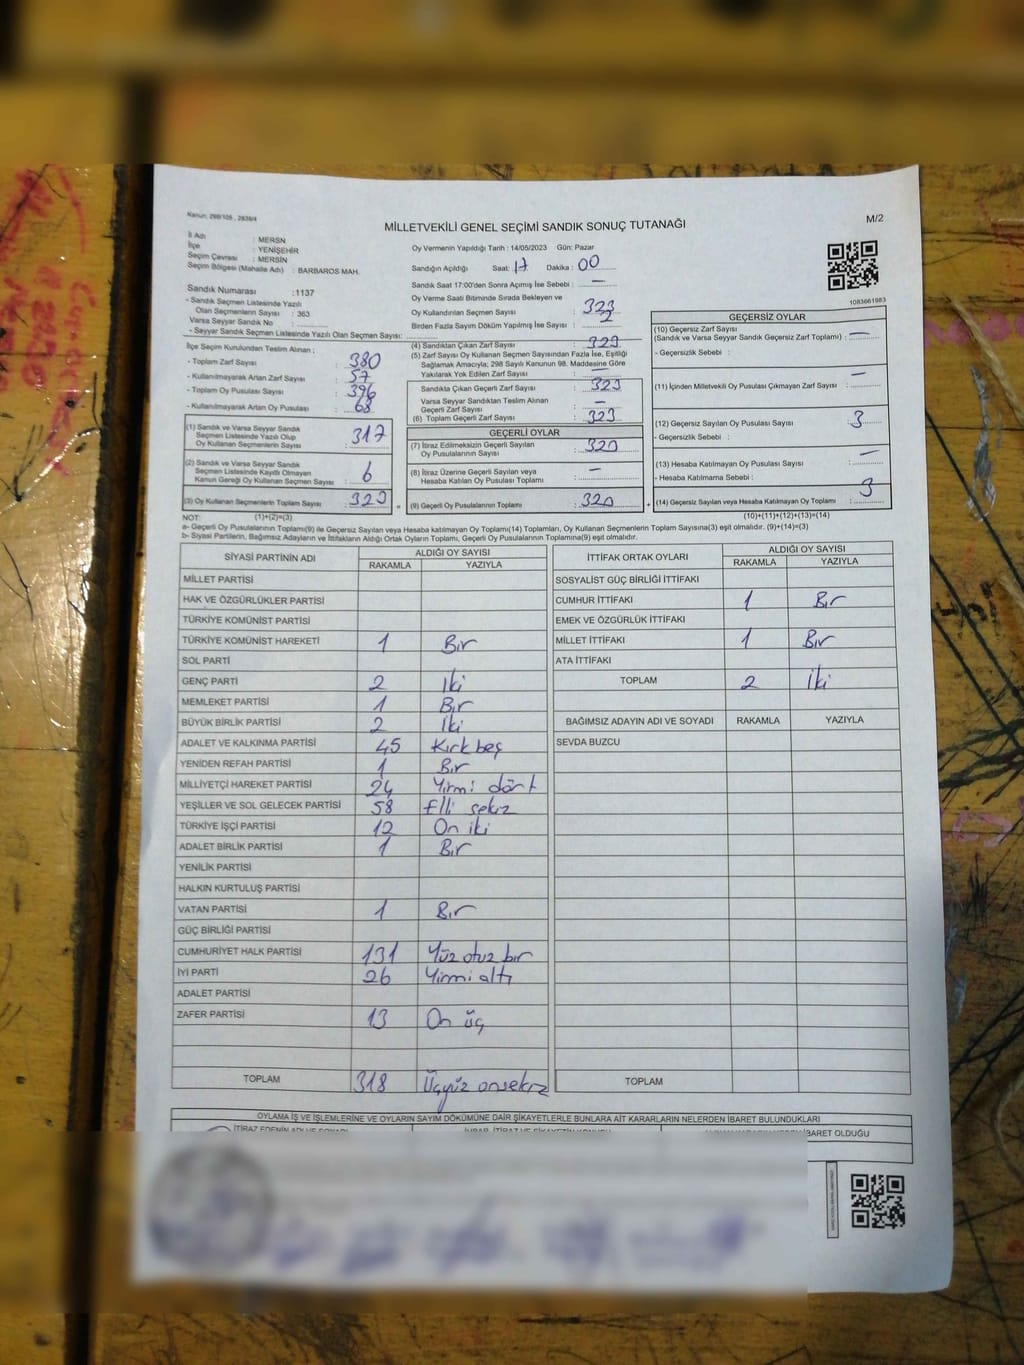 Kanun: 298/105 , 2839/4
MİLLETVEKİLİ GENEL SEÇİMİ SANDIK SONUÇ TUTANAĞI
M/2
İl Adı : MERSN
İlçe : YENİŞEHİR
Seçim Çevrası : MERSİN
Seçim Bölgesi (Mahalle Adı) : BARBAROS MAH.
Sandık Numarası :1137
- Sandık Seçmen Listesinde Yazılı
Olan Seçmenlerin Sayısı : 363
Varsa Seyyar Sandık No :
- Seyyar Sandık Seçmen Listesinde Yazılı Olan Seçmen Sayısı:
İlçe Seçim Kurulundan Teslim Alınan ;
- Toplam Zarf Sayısı : 380
- Kullanılmayarak Artan Zarf Sayısı : 57
- Toplam Oy Pusulası Sayısı : 396
- Kullanılmayarak Artan Oy Pusulası : 68
(1) Sandık ve Varsa Seyyar Sandık
Seçmen Listesinde Yazılı Olup
Oy Kullanan Seçmenlerin Sayısı : 317
(2) Sandık ve Varsa Seyyar Sandık
Seçmen Listesinde Kayıtlı Olmayan
Kanun Gereği Oy Kullanan Seçmen Sayısı : 6
(3) Oy Kullanan Seçmenlerin Toplam Sayısı : 323 =
Oy Vermenin Yapıldığı Tarih : 14/05/2023 Gün: Pazar
Sandığın Açıldığı Saat: 17 Dakika : 00
Sandık Saat 17:00'den Sonra Açımış İse Sebebi : —
Oy Verme Saati Bitiminde Sırada Bekleyen ve
Oy Kullandırılan Seçmen Sayısı : 323
Birden Fazla Sayım Döküm Yapılmış İse Sayısı : 2
(4) Sandıktan Çıkan Zarf Sayısı : 323
(5) Zarf Sayısı Oy Kullanan Seçmen Sayısından Fazla İse, Eşitliği
Sağlamak Amacıyla; 298 Sayılı Kanunun 98. Maddesine Göre
Yakılarak Yok Edilen Zarf Sayısı : —
Sandıkta Çıkan Geçerli Zarf Sayısı : 323
Varsa Seyyar Sandıktan Teslim Alınan
Geçerli Zarf Sayısı : —
(6) Toplam Geçerli Zarf Sayısı : 323
GEÇERLİ OYLAR
(7) İtiraz Edilmeksizin Geçerli Sayılan
Oy Pusulalarının Sayısı : 320
(8) İtiraz Üzerine Geçerli Sayılan veya
Hesaba Katılan Oy Pusulası Toplamı : —
(9) Geçerli Oy Pusulalarının Toplamı : 320 +
1083661983
GEÇERSİZ OYLAR
(10) Geçersiz Zarf Sayısı
(Sandık ve Varsa Seyyar Sandık Geçersiz Zarf Toplamı) : —
- Geçersizlik Sebebi :
(11) İçinden Milletvekili Oy Pusulası Çıkmayan Zarf Sayısı : —
(12) Geçersiz Sayılan Oy Pusulası Sayısı : 3
- Geçersizlik Sebebi :
(13) Hesaba Katılmayan Oy Pusulası Sayısı : —
- Hesaba Katılmama Sebebi :
(14) Geçersiz Sayılan veya Hesaba Katılmayan Oy Toplamı : 3
NOT: (1)+(2)=(3)
(10)+(11)+(12)+(13)=(14)
a- Geçerli Oy Pusulalarının Toplamı(9) ile Geçersiz Sayılan veya Hesaba katılmayan Oy Toplamı(14) Toplamları, Oy Kullanan Seçmenlerin Toplam Sayısına(3) eşit olmalıdır. (9)+(14)=(3)
b- Siyasi Partilerin, Bağımsız Adayların ve İttifakların Aldığı Ortak Oyların Toplamı, Geçerli Oy Pusulalarının Toplamına(9) eşit olmalıdır.
SİYASİ PARTİNİN ADI ALDIĞI OY SAYISI
RAKAMLA YAZIYLA
MİLLET PARTİSİ
HAK VE ÖZGÜRLÜKLER PARTİSİ
TÜRKİYE KOMÜNİST PARTİSİ
TÜRKİYE KOMÜNİST HAREKETİ 1 Bir
SOL PARTİ
GENÇ PARTİ 2 İki
MEMLEKET PARTİSİ 1 Bir
BÜYÜK BİRLİK PARTİSİ 2 İki
ADALET VE KALKINMA PARTİSİ 45 Kırk beş
YENİDEN REFAH PARTİSİ 1 Bir
MİLLİYETÇİ HAREKET PARTİSİ 24 Yirmi dört
YEŞİLLER VE SOL GELECEK PARTİSİ 58 Elli sekiz
TÜRKİYE İŞÇİ PARTİSİ 12 On iki
ADALET BİRLİK PARTİSİ 1 Bir
YENİLİK PARTİSİ
HALKIN KURTULUŞ PARTİSİ
VATAN PARTİSİ 1 Bir
GÜÇ BİRLİĞİ PARTİSİ
CUMHURİYET HALK PARTİSİ 131 Yüz otuz bir
İYİ PARTİ 26 Yirmi altı
ADALET PARTİSİ
ZAFER PARTİSİ 13 On üç
TOPLAM 318 Üçyüz onsekiz
İTTİFAK ORTAK OYLARI ALDIĞI OY SAYISI
RAKAMLA YAZIYLA
SOSYALİST GÜÇ BİRLİĞİ İTTİFAKI
CUMHUR İTTİFAKI 1 Bir
EMEK VE ÖZGÜRLÜK İTTİFAKI
MİLLET İTTİFAKI 1 Bir
ATA İTTİFAKI
TOPLAM 2 İki
BAĞIMSIZ ADAYIN ADI VE SOYADI RAKAMLA YAZIYLA
SEVDA BUZCU
TOPLAM
OYLAMA İŞ VE İŞLEMLERİNE VE OYLARIN SAYIM DÖKÜMÜNE DAİR ŞİKAYETLERLE BUNLARA AİT KARARLARIN NELERDEN İBARET BULUNDUKLARI
İTİRAZ EDENİN ADI VE SOYADI
İBARET OLDUĞU